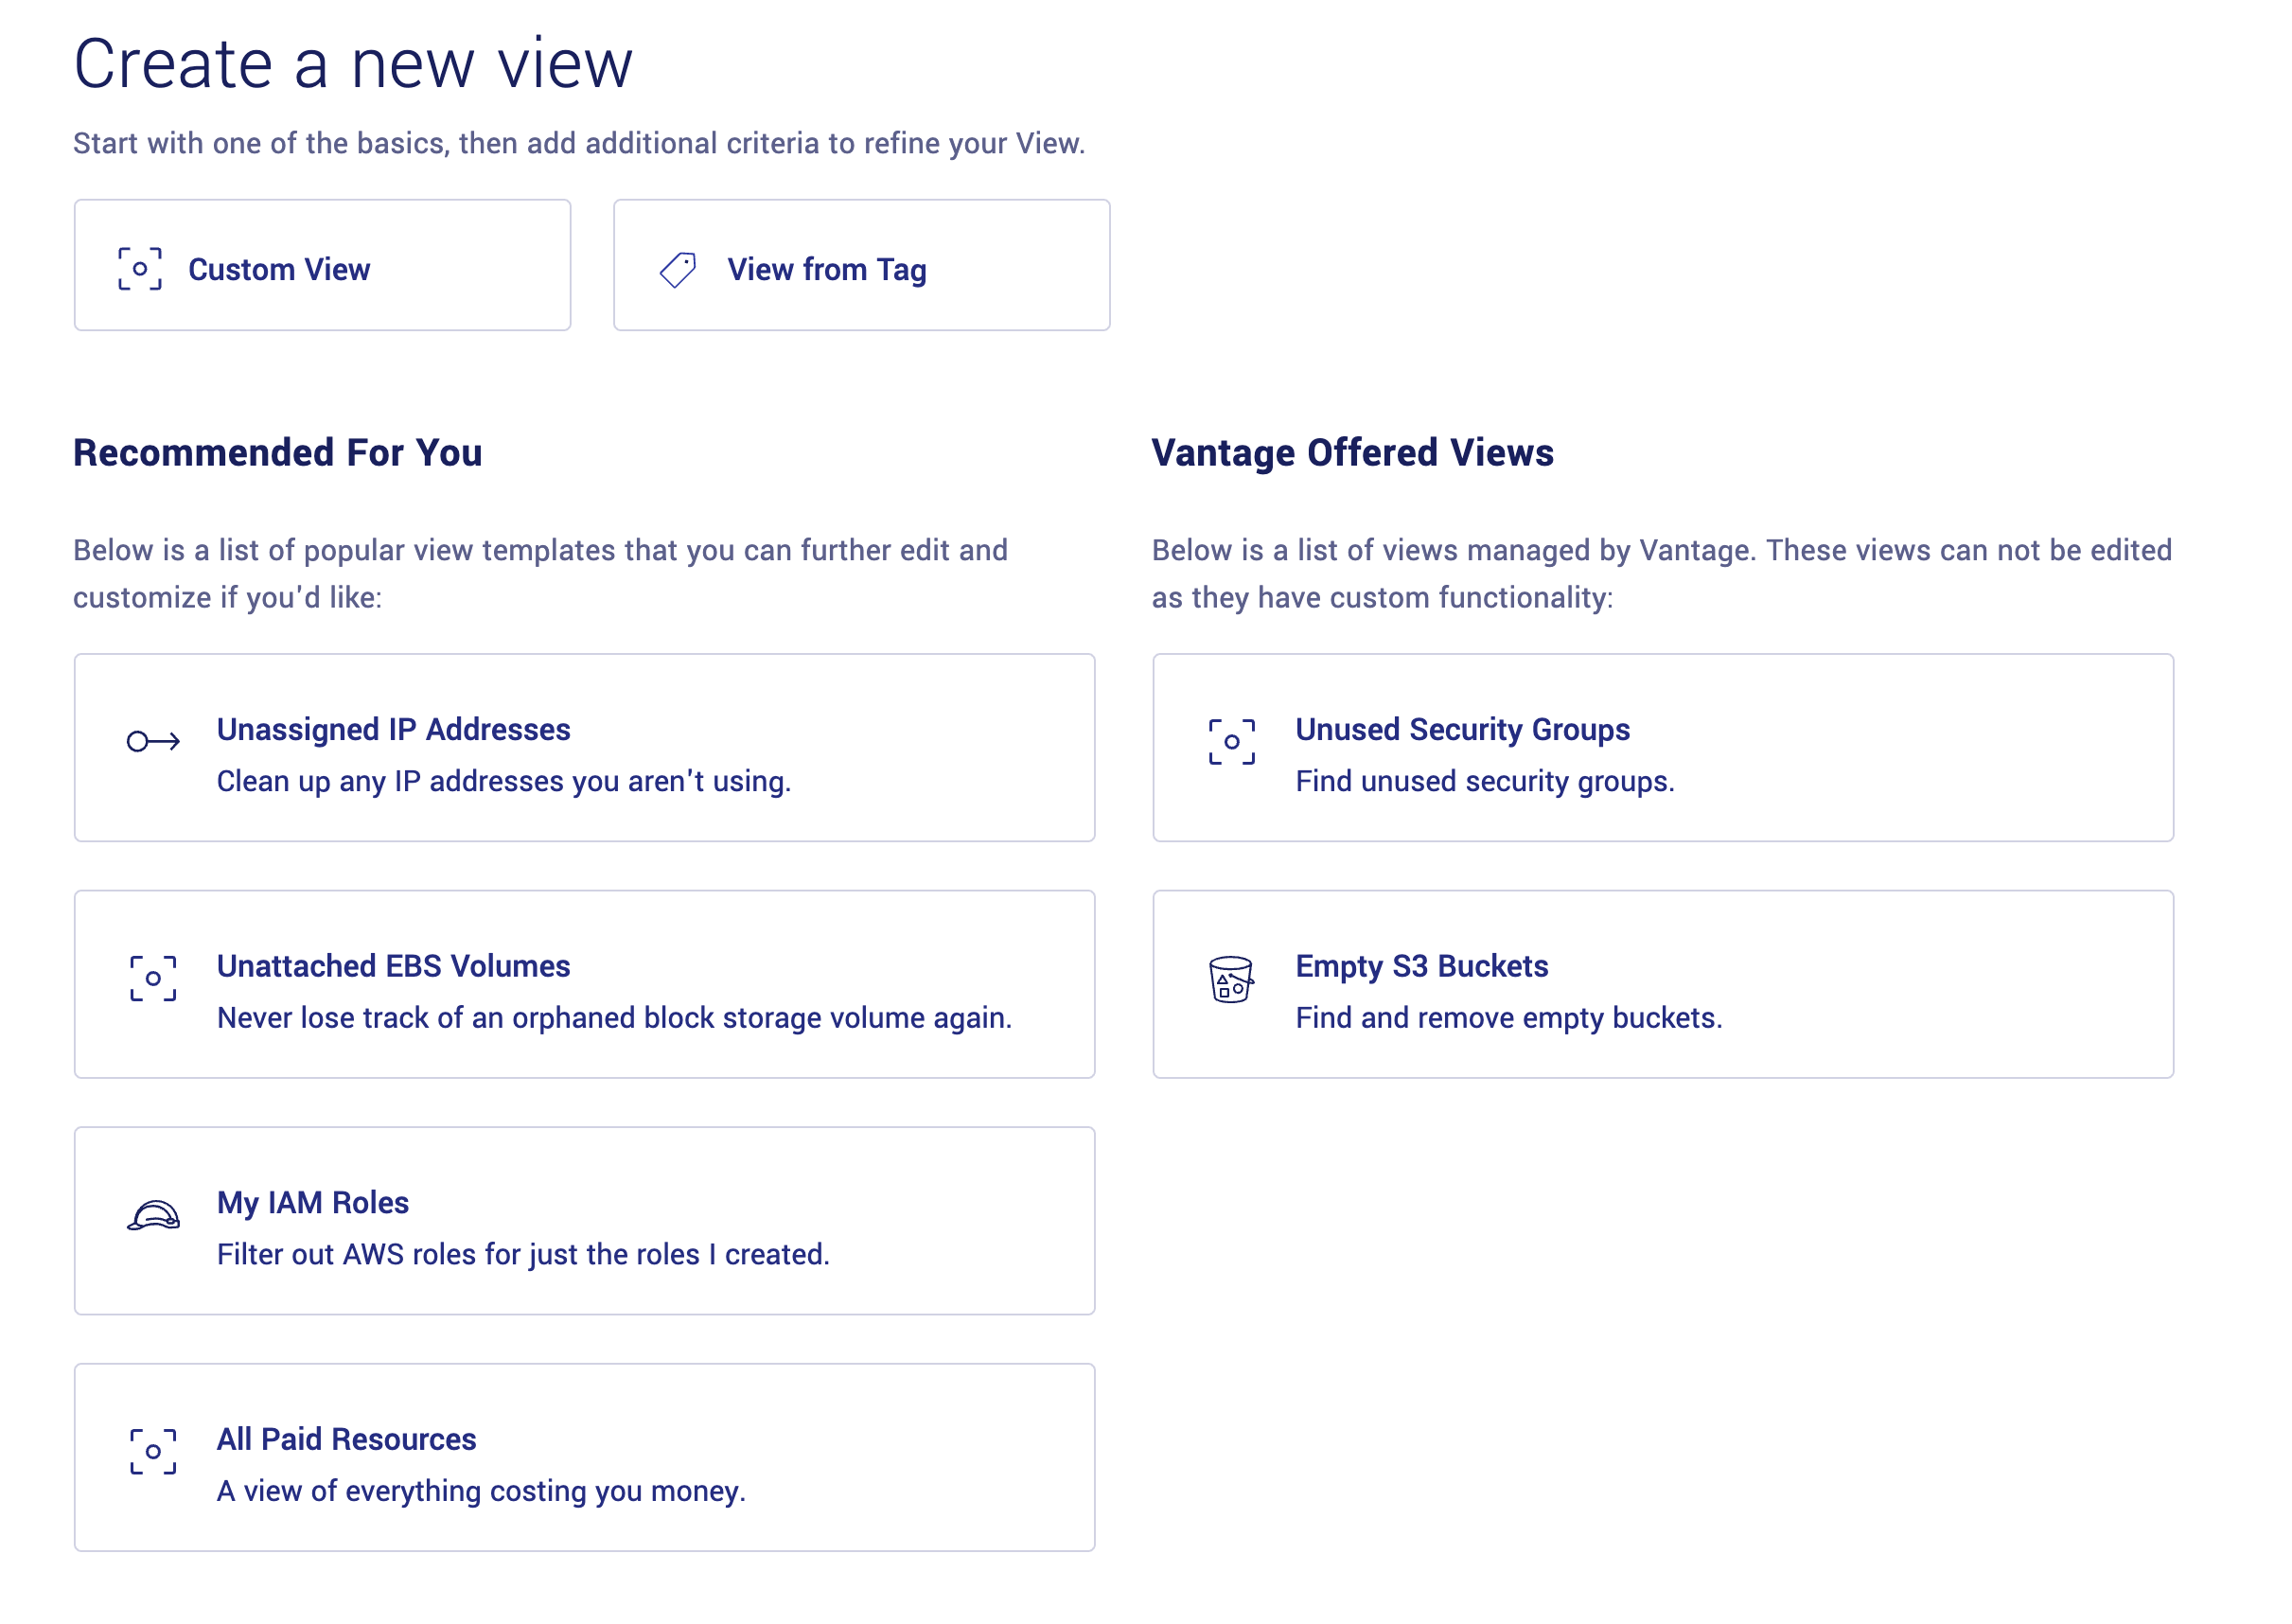 Create a new view
Start with one of the basics, then add additional criteria to refine your View.
Custom View
View from Tag
Recommended For You
Below is a list of popular view templates that you can further edit and
customize if you'd like:
Unassigned IP Addresses
Clean up any IP addresses you aren't using.
Unattached EBS Volumes
Never lose track of an orphaned block storage volume again.
My IAM Roles
Filter out AWS roles for just the roles I created.
All Paid Resources
A view of everything costing you money.
Vantage Offered Views
Below is a list of views managed by Vantage. These views can not be edited
as they have custom functionality:
Unused Security Groups
Find unused security groups.
Empty S3 Buckets
Find and remove empty buckets.